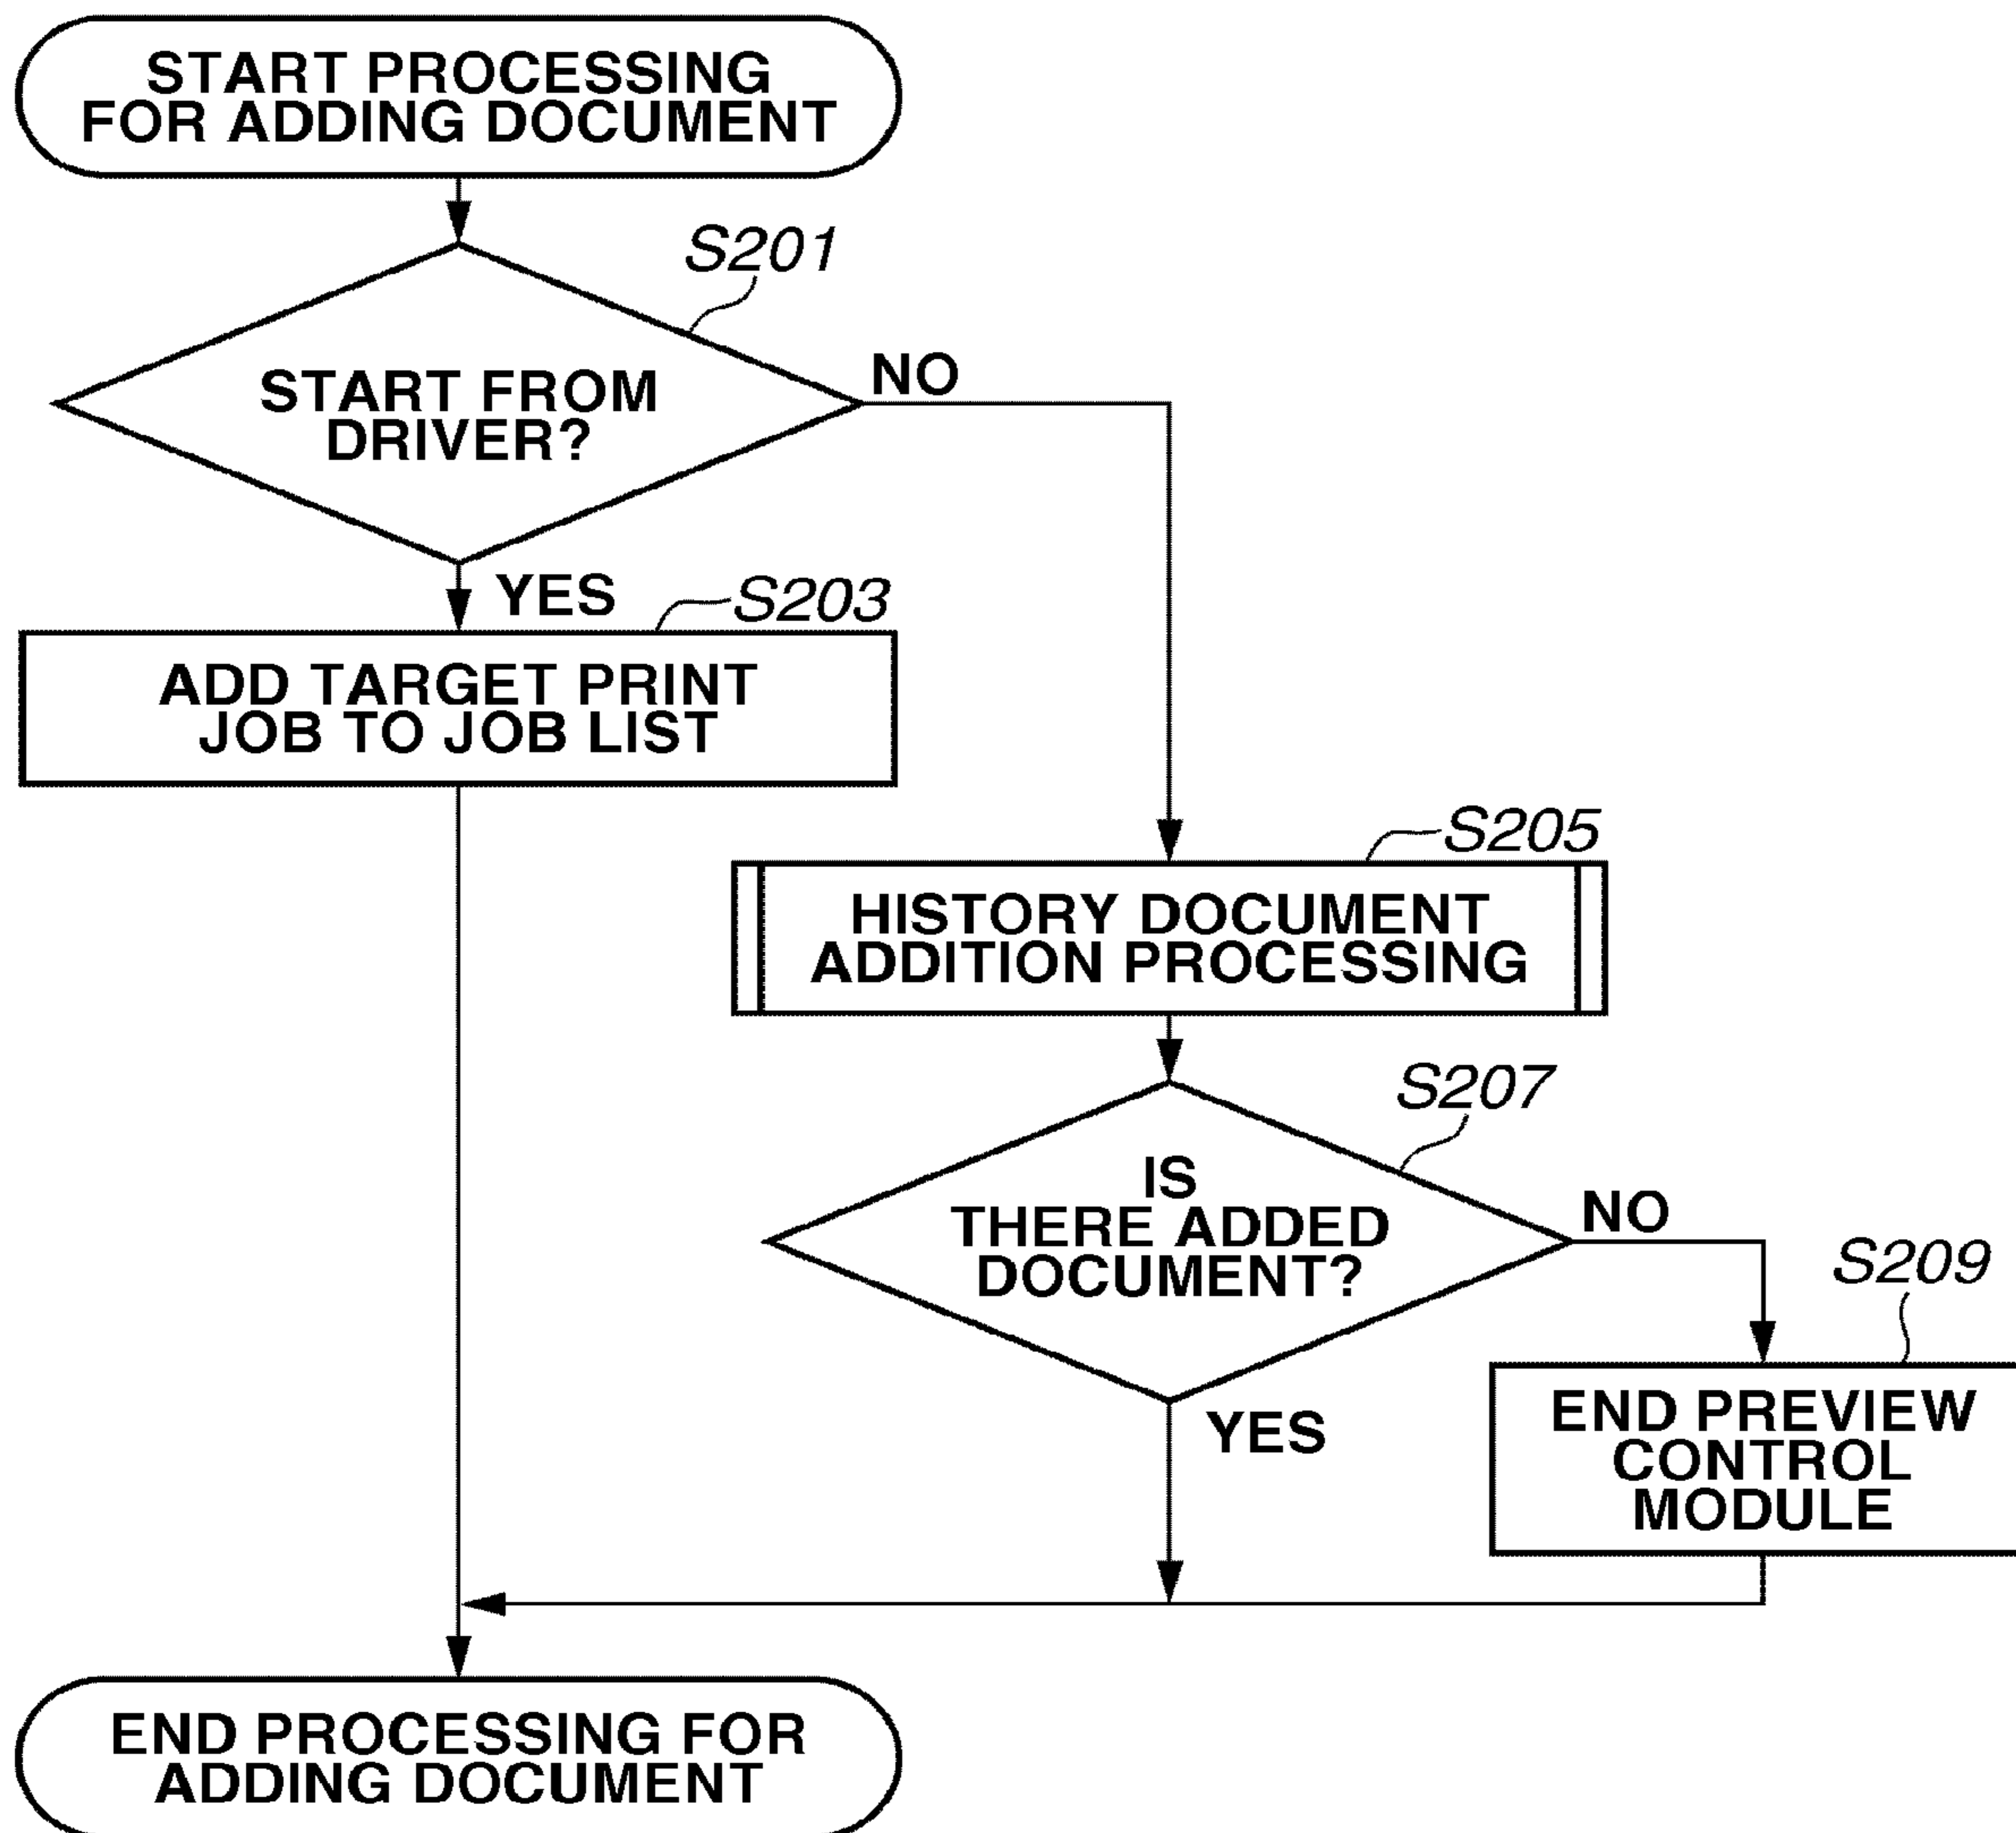 START PROCESSING
FOR ADDING DOCUMENT
S201
START FROM
DRIVER?
NO
YES
S203
ADD TARGET PRINT
JOB TO JOB LIST
S205
HISTORY DOCUMENT
ADDITION PROCESSING
S207
IS
THERE ADDED
DOCUMENT?
NO
YES
S209
END PREVIEW
CONTROL
MODULE
END PROCESSING FOR
ADDING DOCUMENT